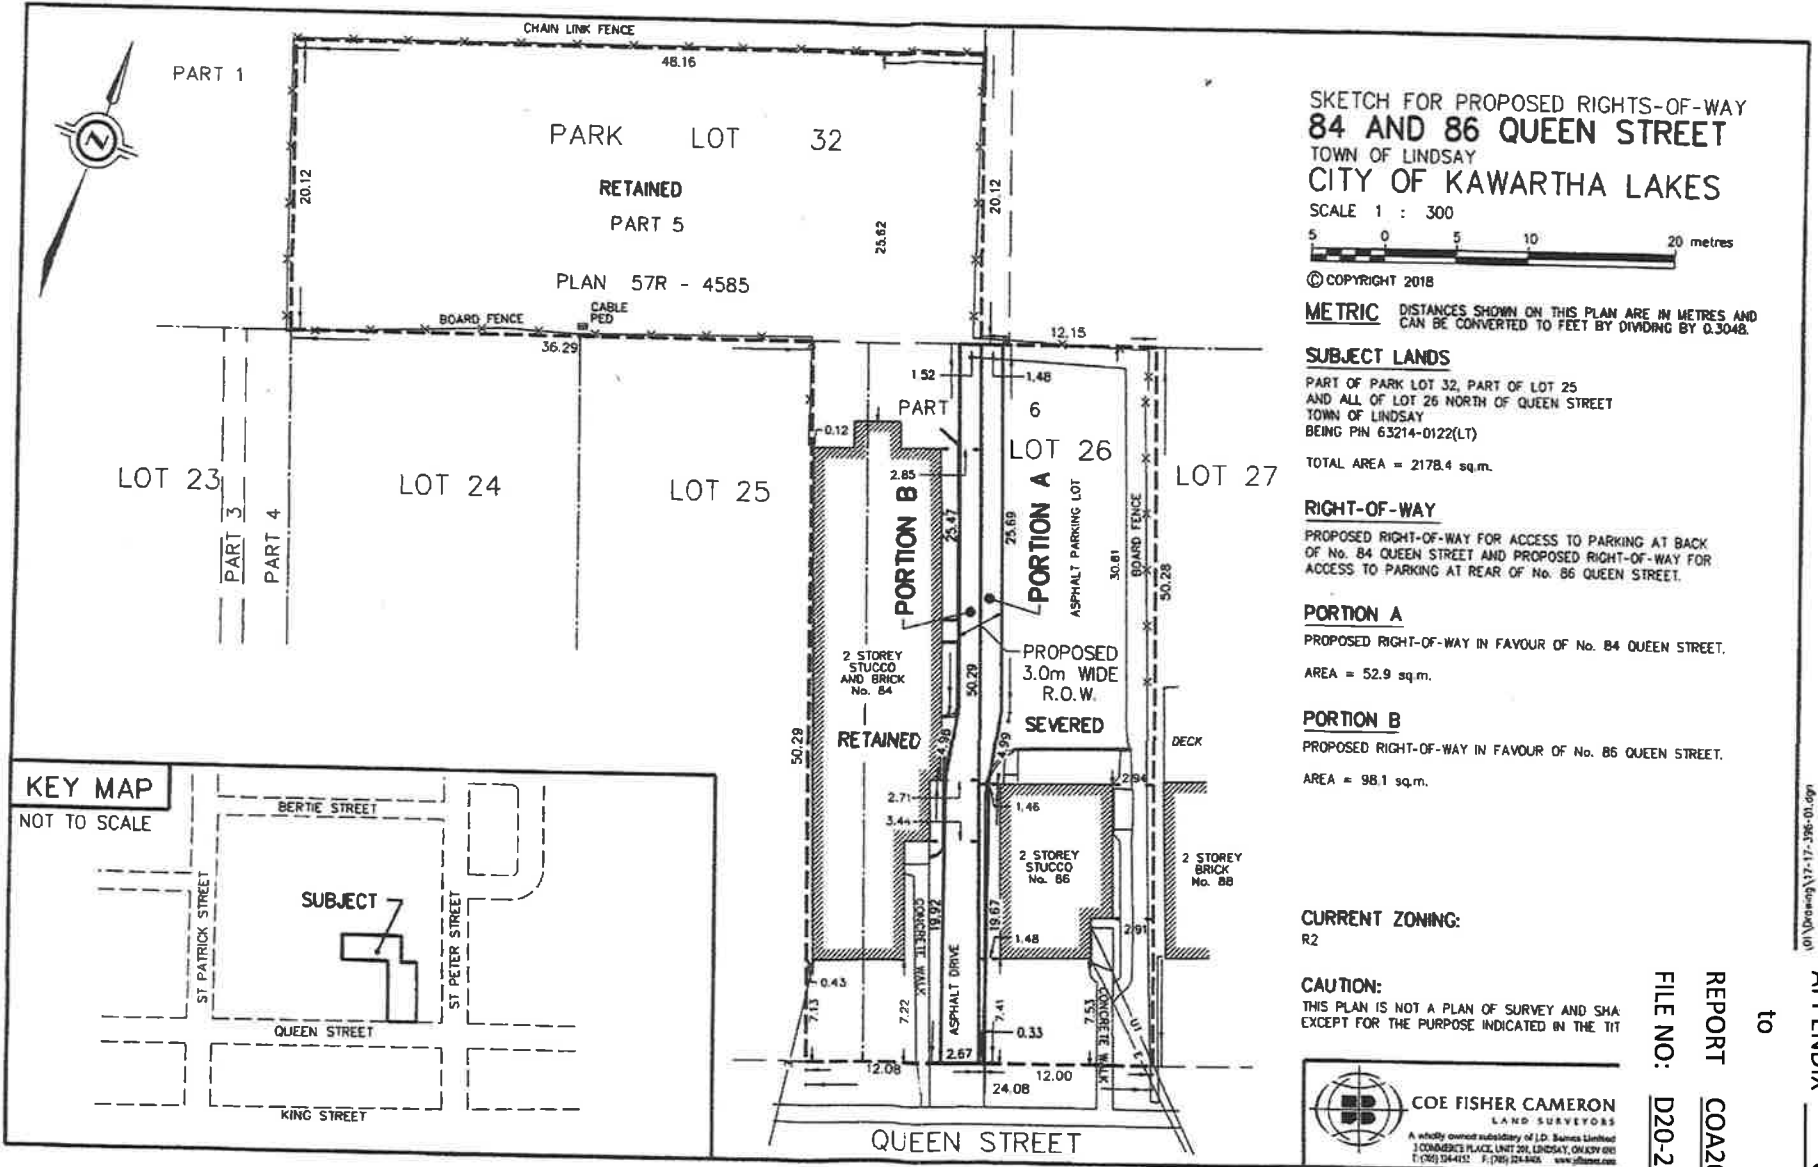 CHAIN LINK FENCE
48.16
PART 1
N
PARK LOT 32
20.12
RETAINED
PART 5
25.62
20.12
PLAN 57R - 4585
BOARD FENCE
CABLE
PED
36.29
12.15
1.52
1.48
PART 6
0.12
LOT 26
LOT 23
LOT 24
LOT 25
LOT 27
PART 3
PART 4
2.85
PORTION B
25.47
25.69
PORTION A
ASPHALT PARKING LOT
30.81
BOARD FENCE
50.28
2 STOREY
STUCCO
AND BRICK
No. 84
50.29
PROPOSED
3.0m WIDE
R.O.W.
SEVERED
RETAINED
50.29
4.98
4.99
DECK
2.94
2.71
1.46
3.44
2 STOREY
STUCCO
No. 86
2 STOREY
BRICK
No. 88
19.92
19.67
CONCRETE WALK
1.48
2.91
ASPHALT DRIVE
0.43
7.13
7.22
7.41
7.53
CONCRETE WALK
0.33
2.67
12.08
12.00
24.08
QUEEN STREET
KEY MAP
NOT TO SCALE
BERTIE STREET
ST PATRICK STREET
SUBJECT
ST PETER STREET
QUEEN STREET
KING STREET
SKETCH FOR PROPOSED RIGHTS-OF-WAY
84 AND 86 QUEEN STREET
TOWN OF LINDSAY
CITY OF KAWARTHA LAKES
SCALE 1 : 300
5 0 5 10 20 metres
© COPYRIGHT 2018
METRIC DISTANCES SHOWN ON THIS PLAN ARE IN METRES AND
CAN BE CONVERTED TO FEET BY DIVIDING BY 0.3048.
SUBJECT LANDS
PART OF PARK LOT 32, PART OF LOT 25
AND ALL OF LOT 26 NORTH OF QUEEN STREET
TOWN OF LINDSAY
BEING PIN 63214-0122(LT)
TOTAL AREA = 2178.4 sq.m.
RIGHT-OF-WAY
PROPOSED RIGHT-OF-WAY FOR ACCESS TO PARKING AT BACK
OF No. 84 QUEEN STREET AND PROPOSED RIGHT-OF-WAY FOR
ACCESS TO PARKING AT REAR OF No. 86 QUEEN STREET.
PORTION A
PROPOSED RIGHT-OF-WAY IN FAVOUR OF No. 84 QUEEN STREET.
AREA = 52.9 sq.m.
PORTION B
PROPOSED RIGHT-OF-WAY IN FAVOUR OF No. 86 QUEEN STREET.
AREA = 98.1 sq.m.
CURRENT ZONING:
R2
CAUTION:
THIS PLAN IS NOT A PLAN OF SURVEY AND SHA
EXCEPT FOR THE PURPOSE INDICATED IN THE TIT
COE FISHER CAMERON
LAND SURVEYORS
A wholly owned subsidiary of J.D. Barnes Limited
to
REPORT COA2
FILE NO: D20-2